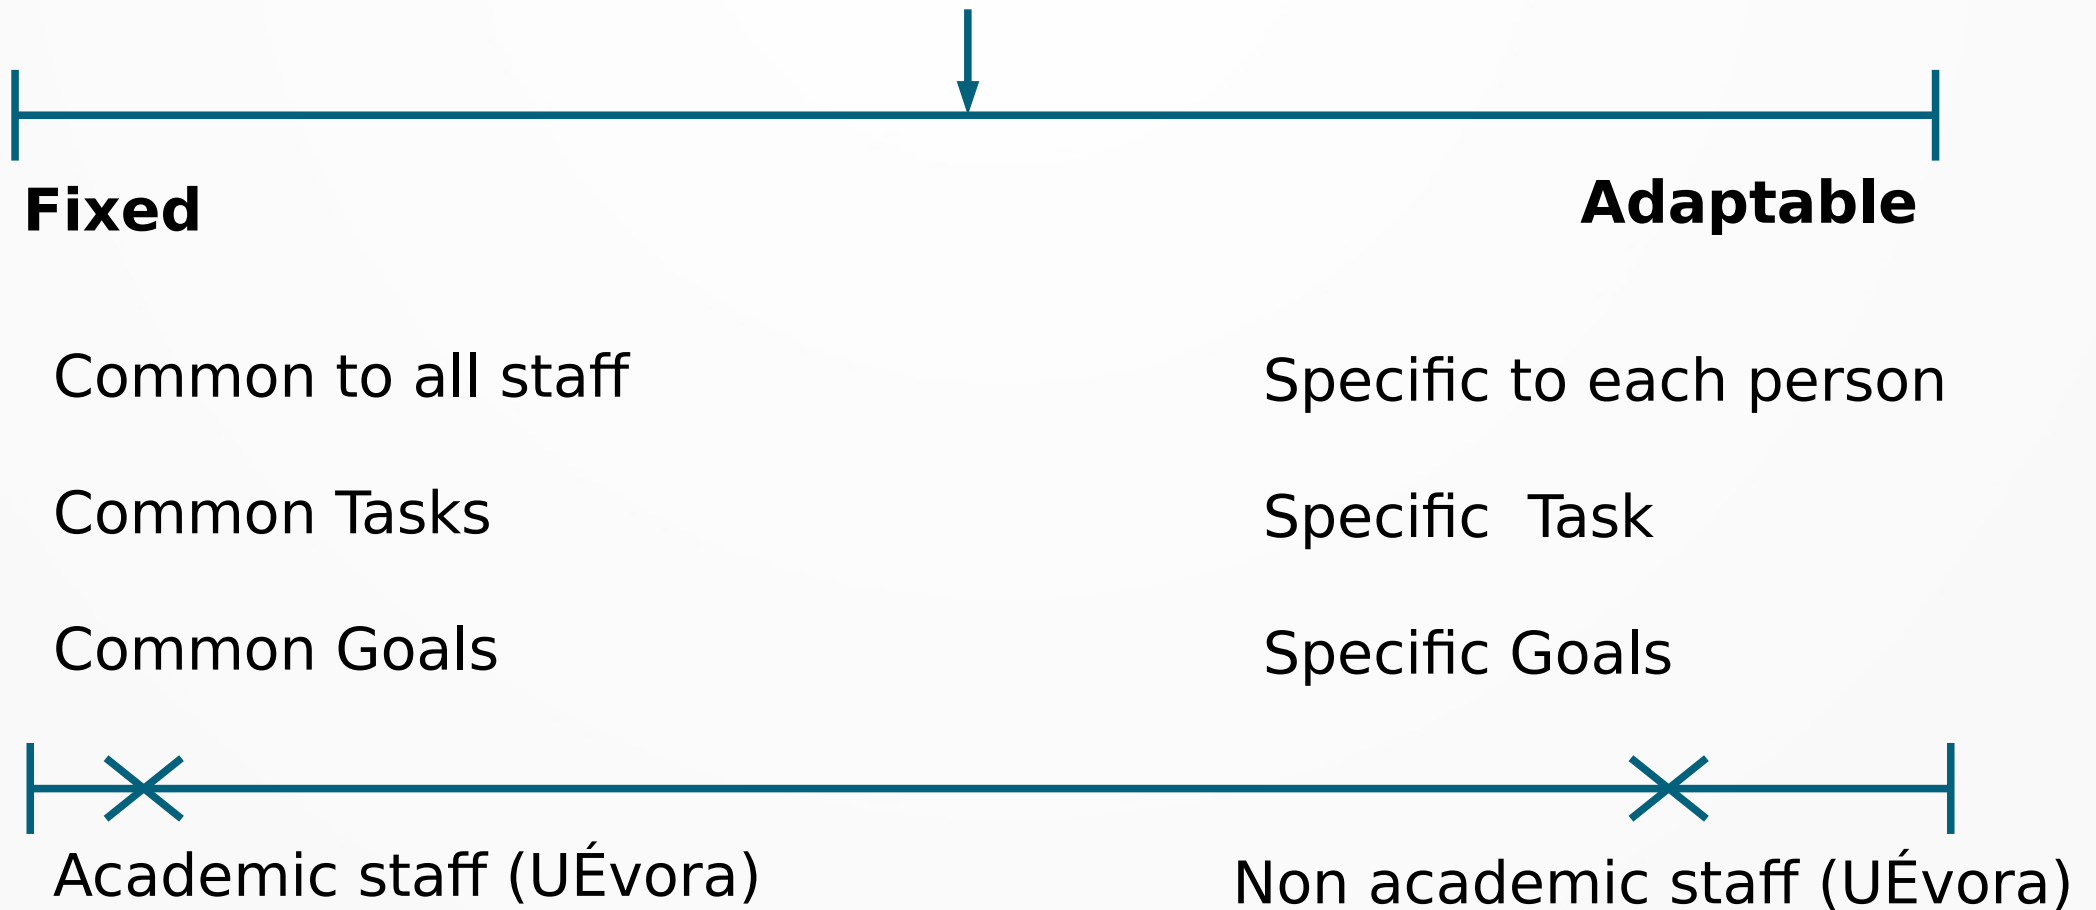 Fixed
Adaptable
Common to all staff
Specific to each person
Common Tasks
Specific  Task
Common Goals
Specific Goals
Academic staff (UÉvora)
Non academic staff (UÉvora)